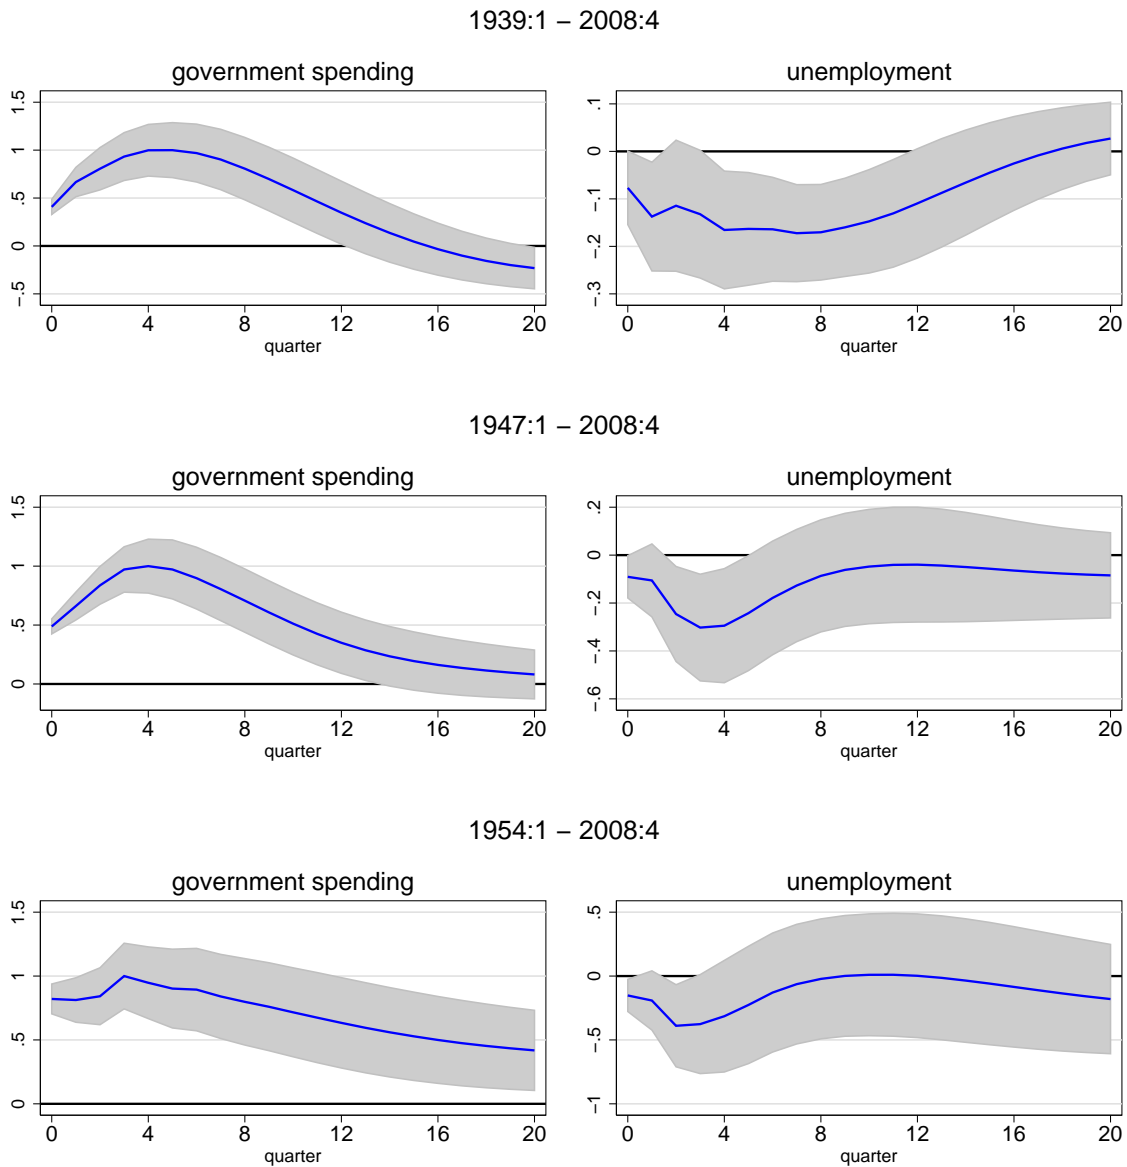 1939:1 – 2008:4
government spending
unemployment
1.5
1
.5
0
−.5
0 4 8 12 16 20
quarter
.1
0
−.1
−.2
−.3
0 4 8 12 16 20
quarter
1947:1 – 2008:4
government spending
unemployment
1.5
1
.5
0
0 4 8 12 16 20
quarter
.2
0
−.2
−.4
−.6
0 4 8 12 16 20
quarter
1954:1 – 2008:4
government spending
unemployment
1.5
1
.5
0
0 4 8 12 16 20
quarter
.5
0
−.5
−1
0 4 8 12 16 20
quarter